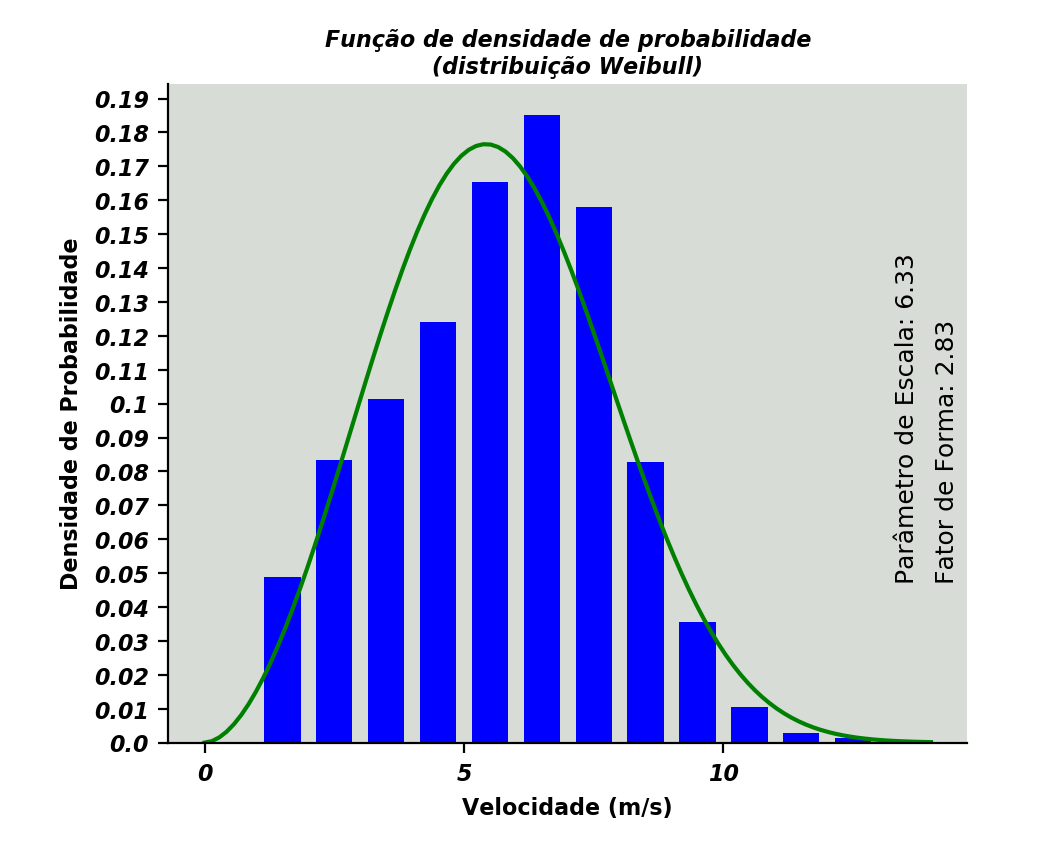 Função de densidade de probabilidade
(distribuição Weibull)
Densidade de Probabilidade
0.19
0.18
0.17
0.16
0.15
0.14
0.13
0.12
0.11
0.1
0.09
0.08
0.07
0.06
0.05
0.04
0.03
0.02
0.01
0.0
Parâmetro de Escala: 6.33
Fator de Forma: 2.83
0 5 10
Velocidade (m/s)